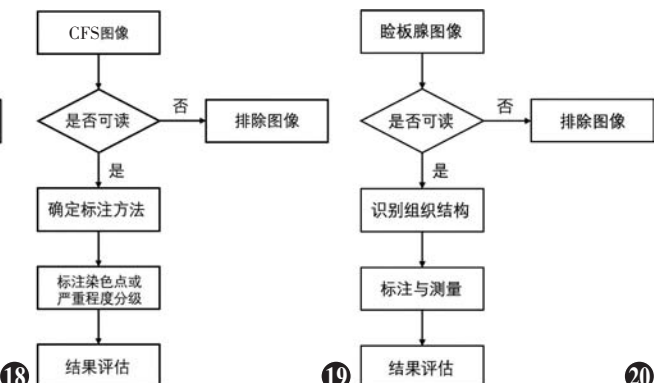 CFS图像
是否可读
否
排除图像
是
确定标注方法
标注染色点或
严重程度分级
结果评估
18
睑板腺图像
是否可读
否
排除图像
是
识别组织结构
标注与测量
结果评估
19
20